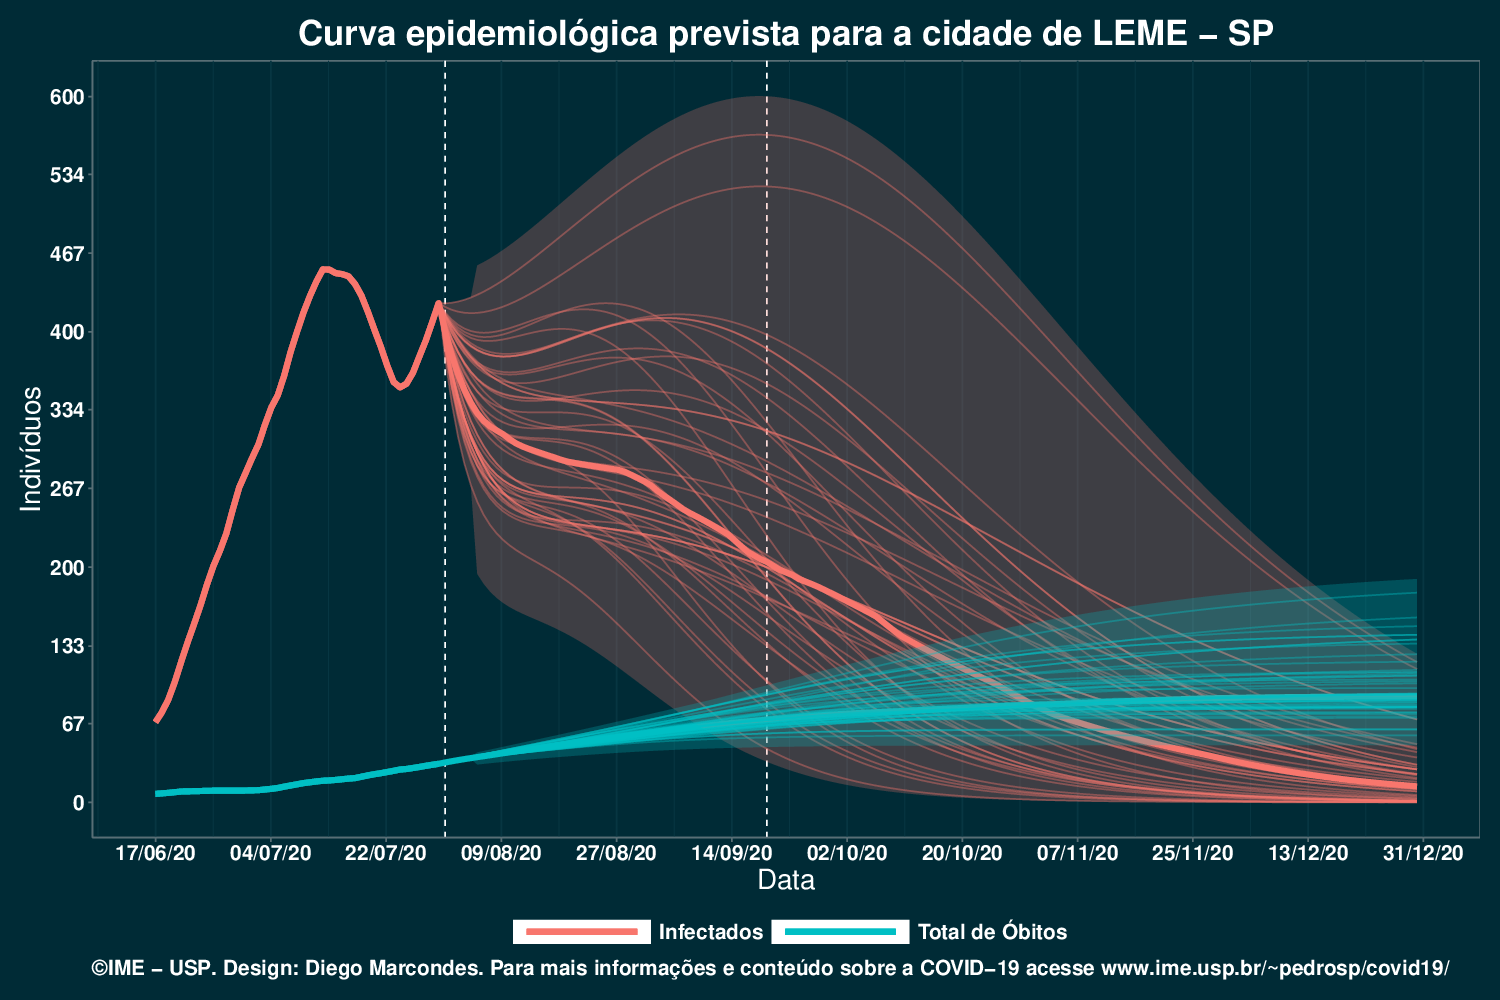 Curva epidemiológica prevista para a cidade de LEME – SP
600
534
467
400
334
267
200
133
67
0
Indivíduos
17/06/20 04/07/20 22/07/20 09/08/20 27/08/20 14/09/20 02/10/20 20/10/20 07/11/20 25/11/20 13/12/20 31/12/20
Data
Infectados Total de Óbitos
©IME – USP. Design: Diego Marcondes. Para mais informações e conteúdo sobre a COVID–19 acesse www.ime.usp.br/~pedrosp/covid19/